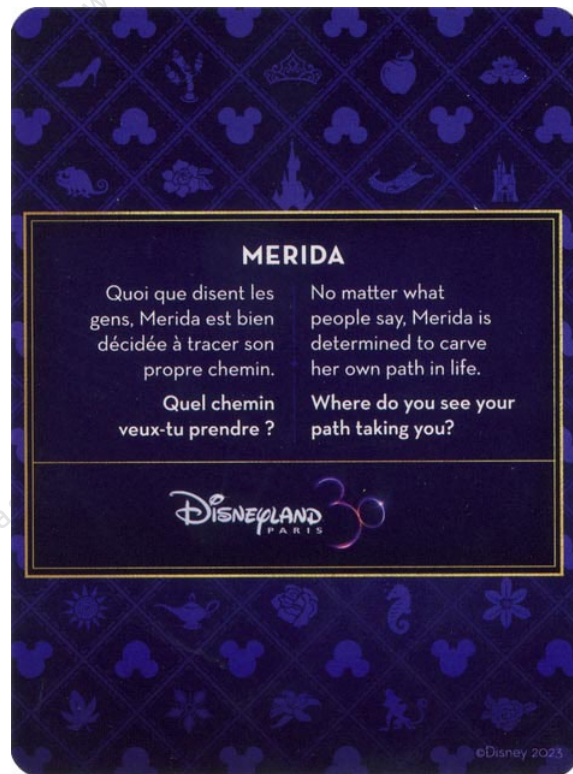 MERIDA
Quoi que disent les
gens, Merida est bien
décidée à tracer son
propre chemin.
Quel chemin
veux-tu prendre ?
No matter what
people say, Merida is
determined to carve
her own path in life.
Where do you see your
path taking you?
DISNEYLAND 30
PARIS
©Disney 2023